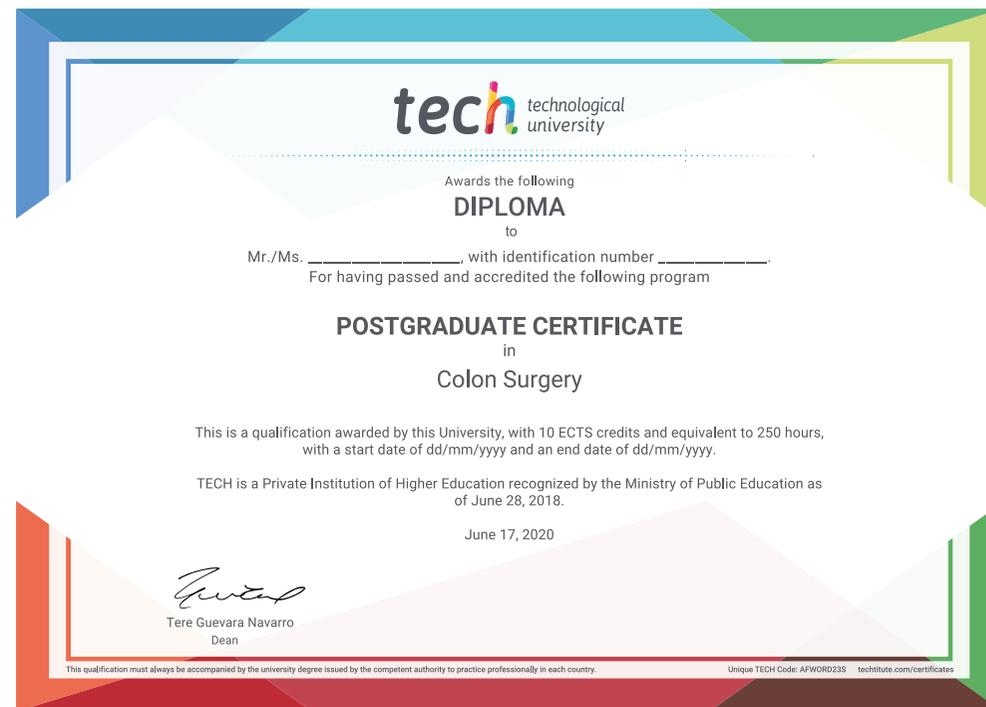 tech technological
university
Awards the following
DIPLOMA
to
Mr./Ms. ________________, with identification number ____________.
For having passed and accredited the following program
POSTGRADUATE CERTIFICATE
in
Colon Surgery
This is a qualification awarded by this University, with 10 ECTS credits and equivalent to 250 hours,
with a start date of dd/mm/yyyy and an end date of dd/mm/yyyy.
TECH is a Private Institution of Higher Education recognized by the Ministry of Public Education as
of June 28, 2018.
June 17, 2020
Tere Guevara Navarro
Dean
This qualification must always be accompanied by the university degree issued by the competent authority to practice professionally in each country.
Unique TECH Code: AFWORD23S techtitute.com/certificates